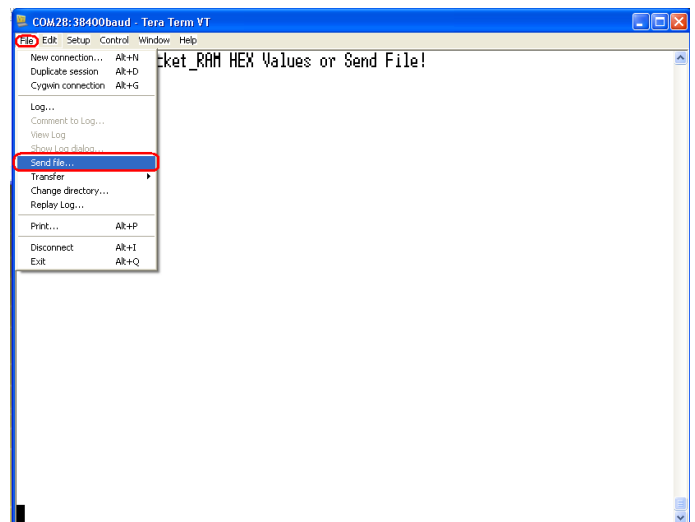 COM28:38400baud - Tera Term VT
File Edit Setup Control Window Help
New connection... Alt+N
cket_RAM HEX Values or Send File!
Duplicate session Alt+D
Cygwin connection Alt+G
Log...
Comment to Log...
View Log
Show Log dialog...
Send file...
Transfer
Change directory...
Replay Log...
Print... Alt+P
Disconnect Alt+I
Exit Alt+Q